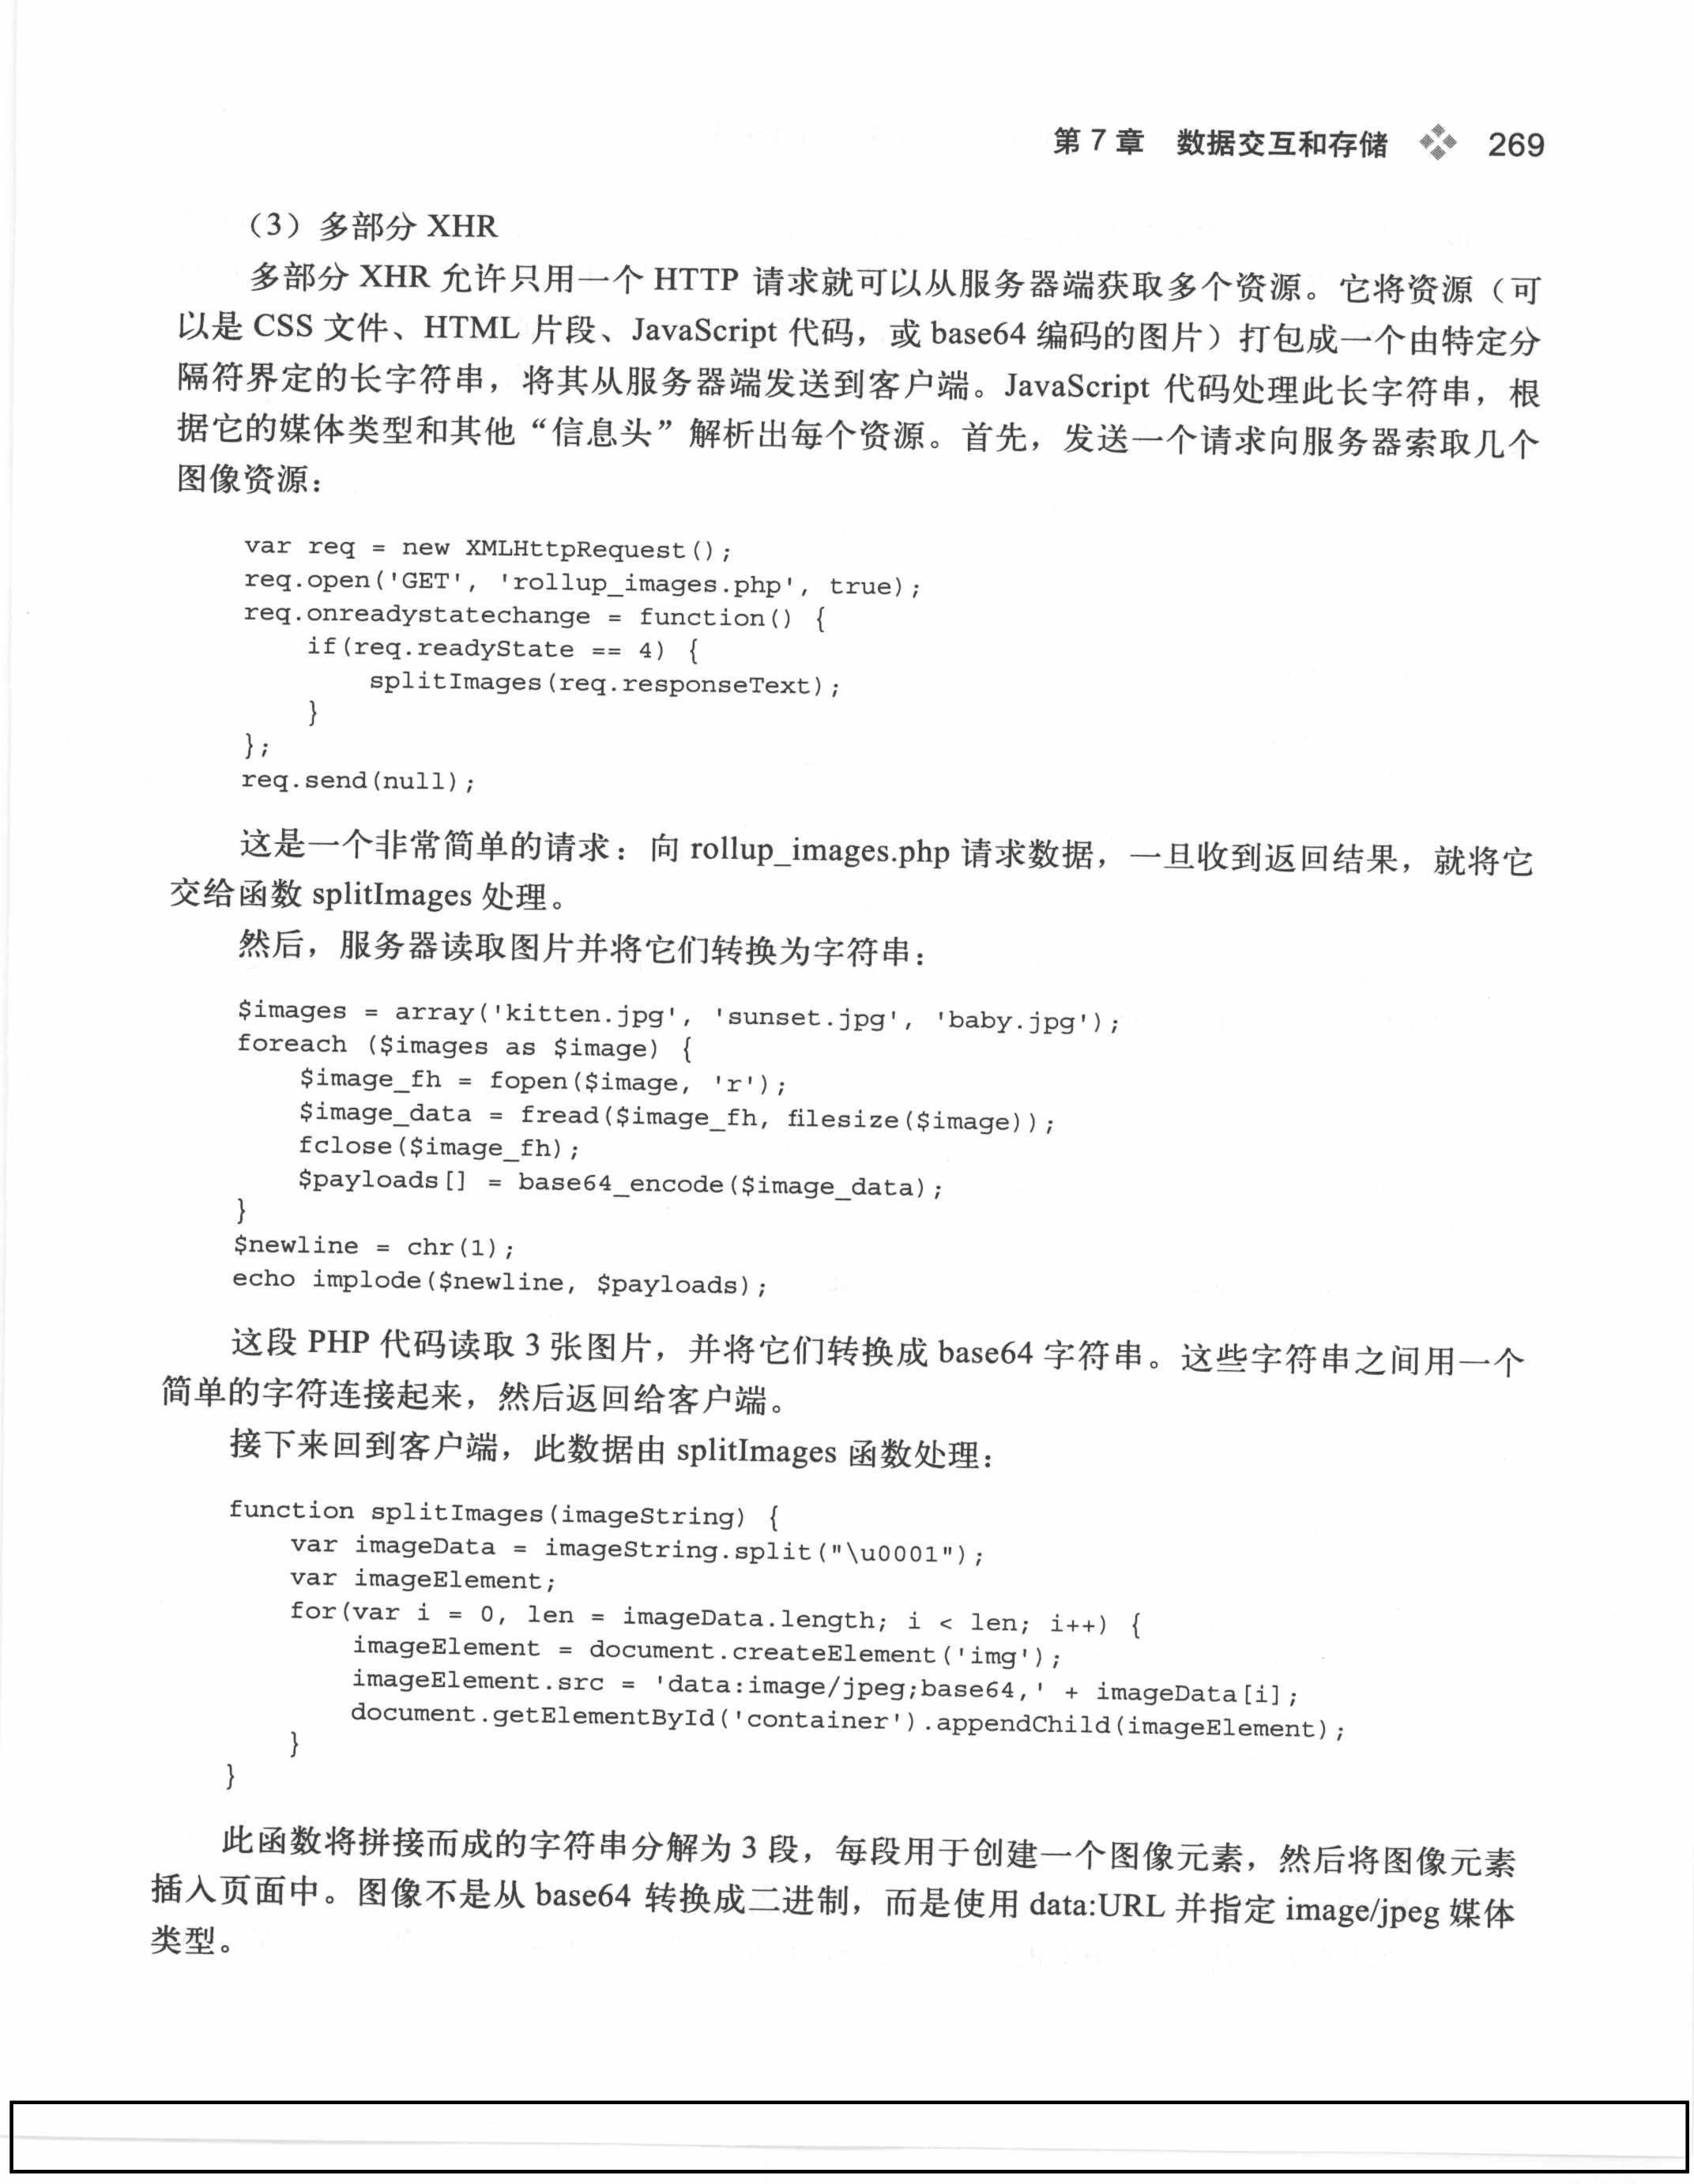 第 7 章　数据交互和存储　269
（3）多部分 XHR
多部分 XHR 允许只用一个 HTTP 请求就可以从服务器端获取多个资源。它将资源（可
以是 CSS 文件、HTML 片段、JavaScript 代码，或 base64 编码的图片）打包成一个由特定分
隔符界定的长字符串，将其从服务器端发送到客户端。JavaScript 代码处理此长字符串，根
据它的媒体类型和其他“信息头”解析出每个资源。首先，发送一个请求向服务器索取几个
图像资源：
var req = new XMLHttpRequest();
req.open('GET', 'rollup_images.php', true);
req.onreadystatechange = function() {
    if(req.readyState == 4) {
        splitImages(req.responseText);
    }
};
req.send(null);
这是一个非常简单的请求：向 rollup_images.php 请求数据，一旦收到返回结果，就将它
交给函数 splitImages 处理。
然后，服务器读取图片并将它们转换为字符串：
$images = array('kitten.jpg', 'sunset.jpg', 'baby.jpg');
foreach ($images as $image) {
    $image_fh = fopen($image, 'r');
    $image_data = fread($image_fh, filesize($image));
    fclose($image_fh);
    $payloads[] = base64_encode($image_data);
}
$newline = chr(1);
echo implode($newline, $payloads);
这段 PHP 代码读取 3 张图片，并将它们转换成 base64 字符串。这些字符串之间用一个
简单的字符连接起来，然后返回给客户端。
接下来回到客户端，此数据由 splitImages 函数处理：
function splitImages(imageString) {
    var imageData = imageString.split("\u0001");
    var imageElement;
    for(var i = 0, len = imageData.length; i < len; i++) {
        imageElement = document.createElement('img');
        imageElement.src = 'data:image/jpeg;base64,' + imageData[i];
        document.getElementById('container').appendChild(imageElement);
    }
}
此函数将拼接而成的字符串分解为 3 段，每段用于创建一个图像元素，然后将图像元素
插入页面中。图像不是从 base64 转换成二进制，而是使用 data:URL 并指定 image/jpeg 媒体
类型。